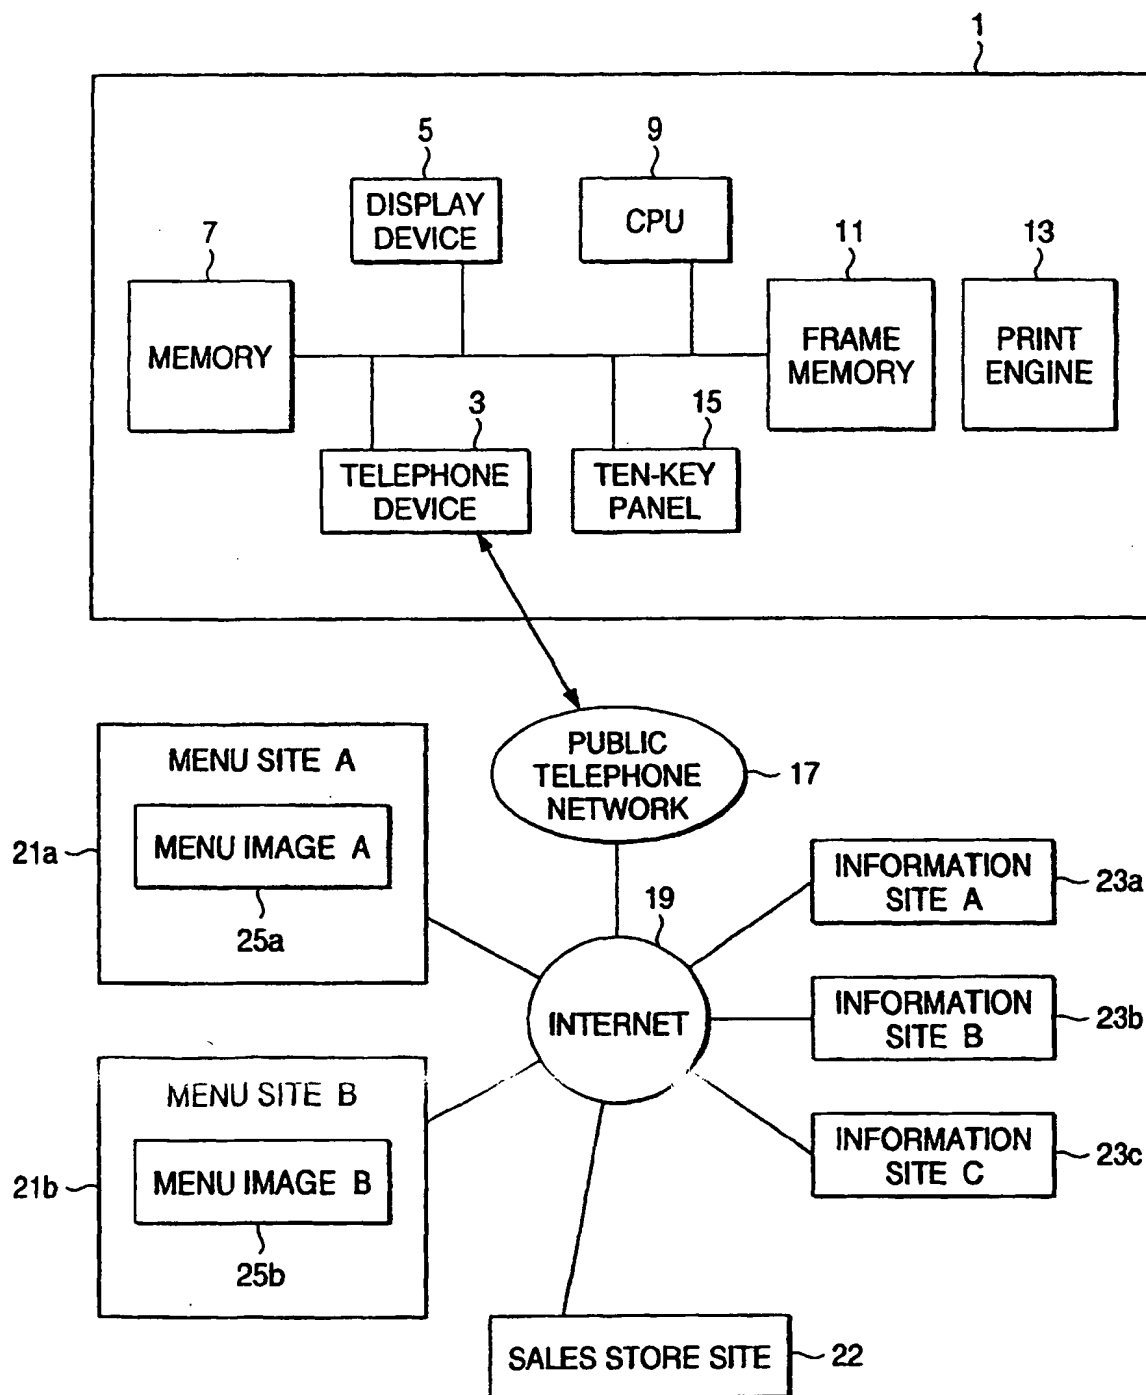 1
5
9
DISPLAY
DEVICE
CPU
7
11
13
MEMORY
FRAME
MEMORY
PRINT
ENGINE
3
15
TELEPHONE
DEVICE
TEN-KEY
PANEL
PUBLIC
TELEPHONE
NETWORK
17
MENU SITE A
MENU IMAGE A
21a
25a
19
INTERNET
INFORMATION
SITE A
23a
INFORMATION
SITE B
23b
MENU SITE B
MENU IMAGE B
21b
25b
INFORMATION
SITE C
23c
SALES STORE SITE
22